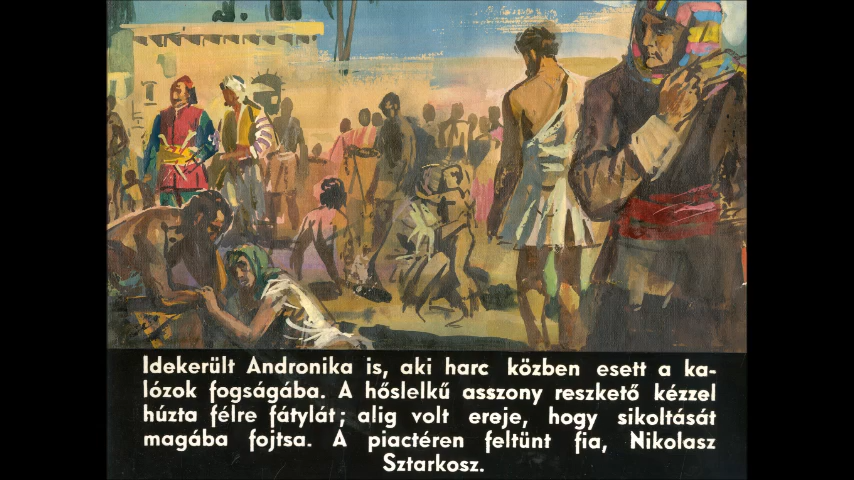 Idekerült Andronika is, aki harc közben esett a ka-
lózok fogságába. A hőslelkű asszony reszkető kézzel
húzta félre fátylát; alig volt ereje, hogy sikoltását
magába fojtsa. A piactéren feltünt fia, Nikolasz
Sztarkosz.